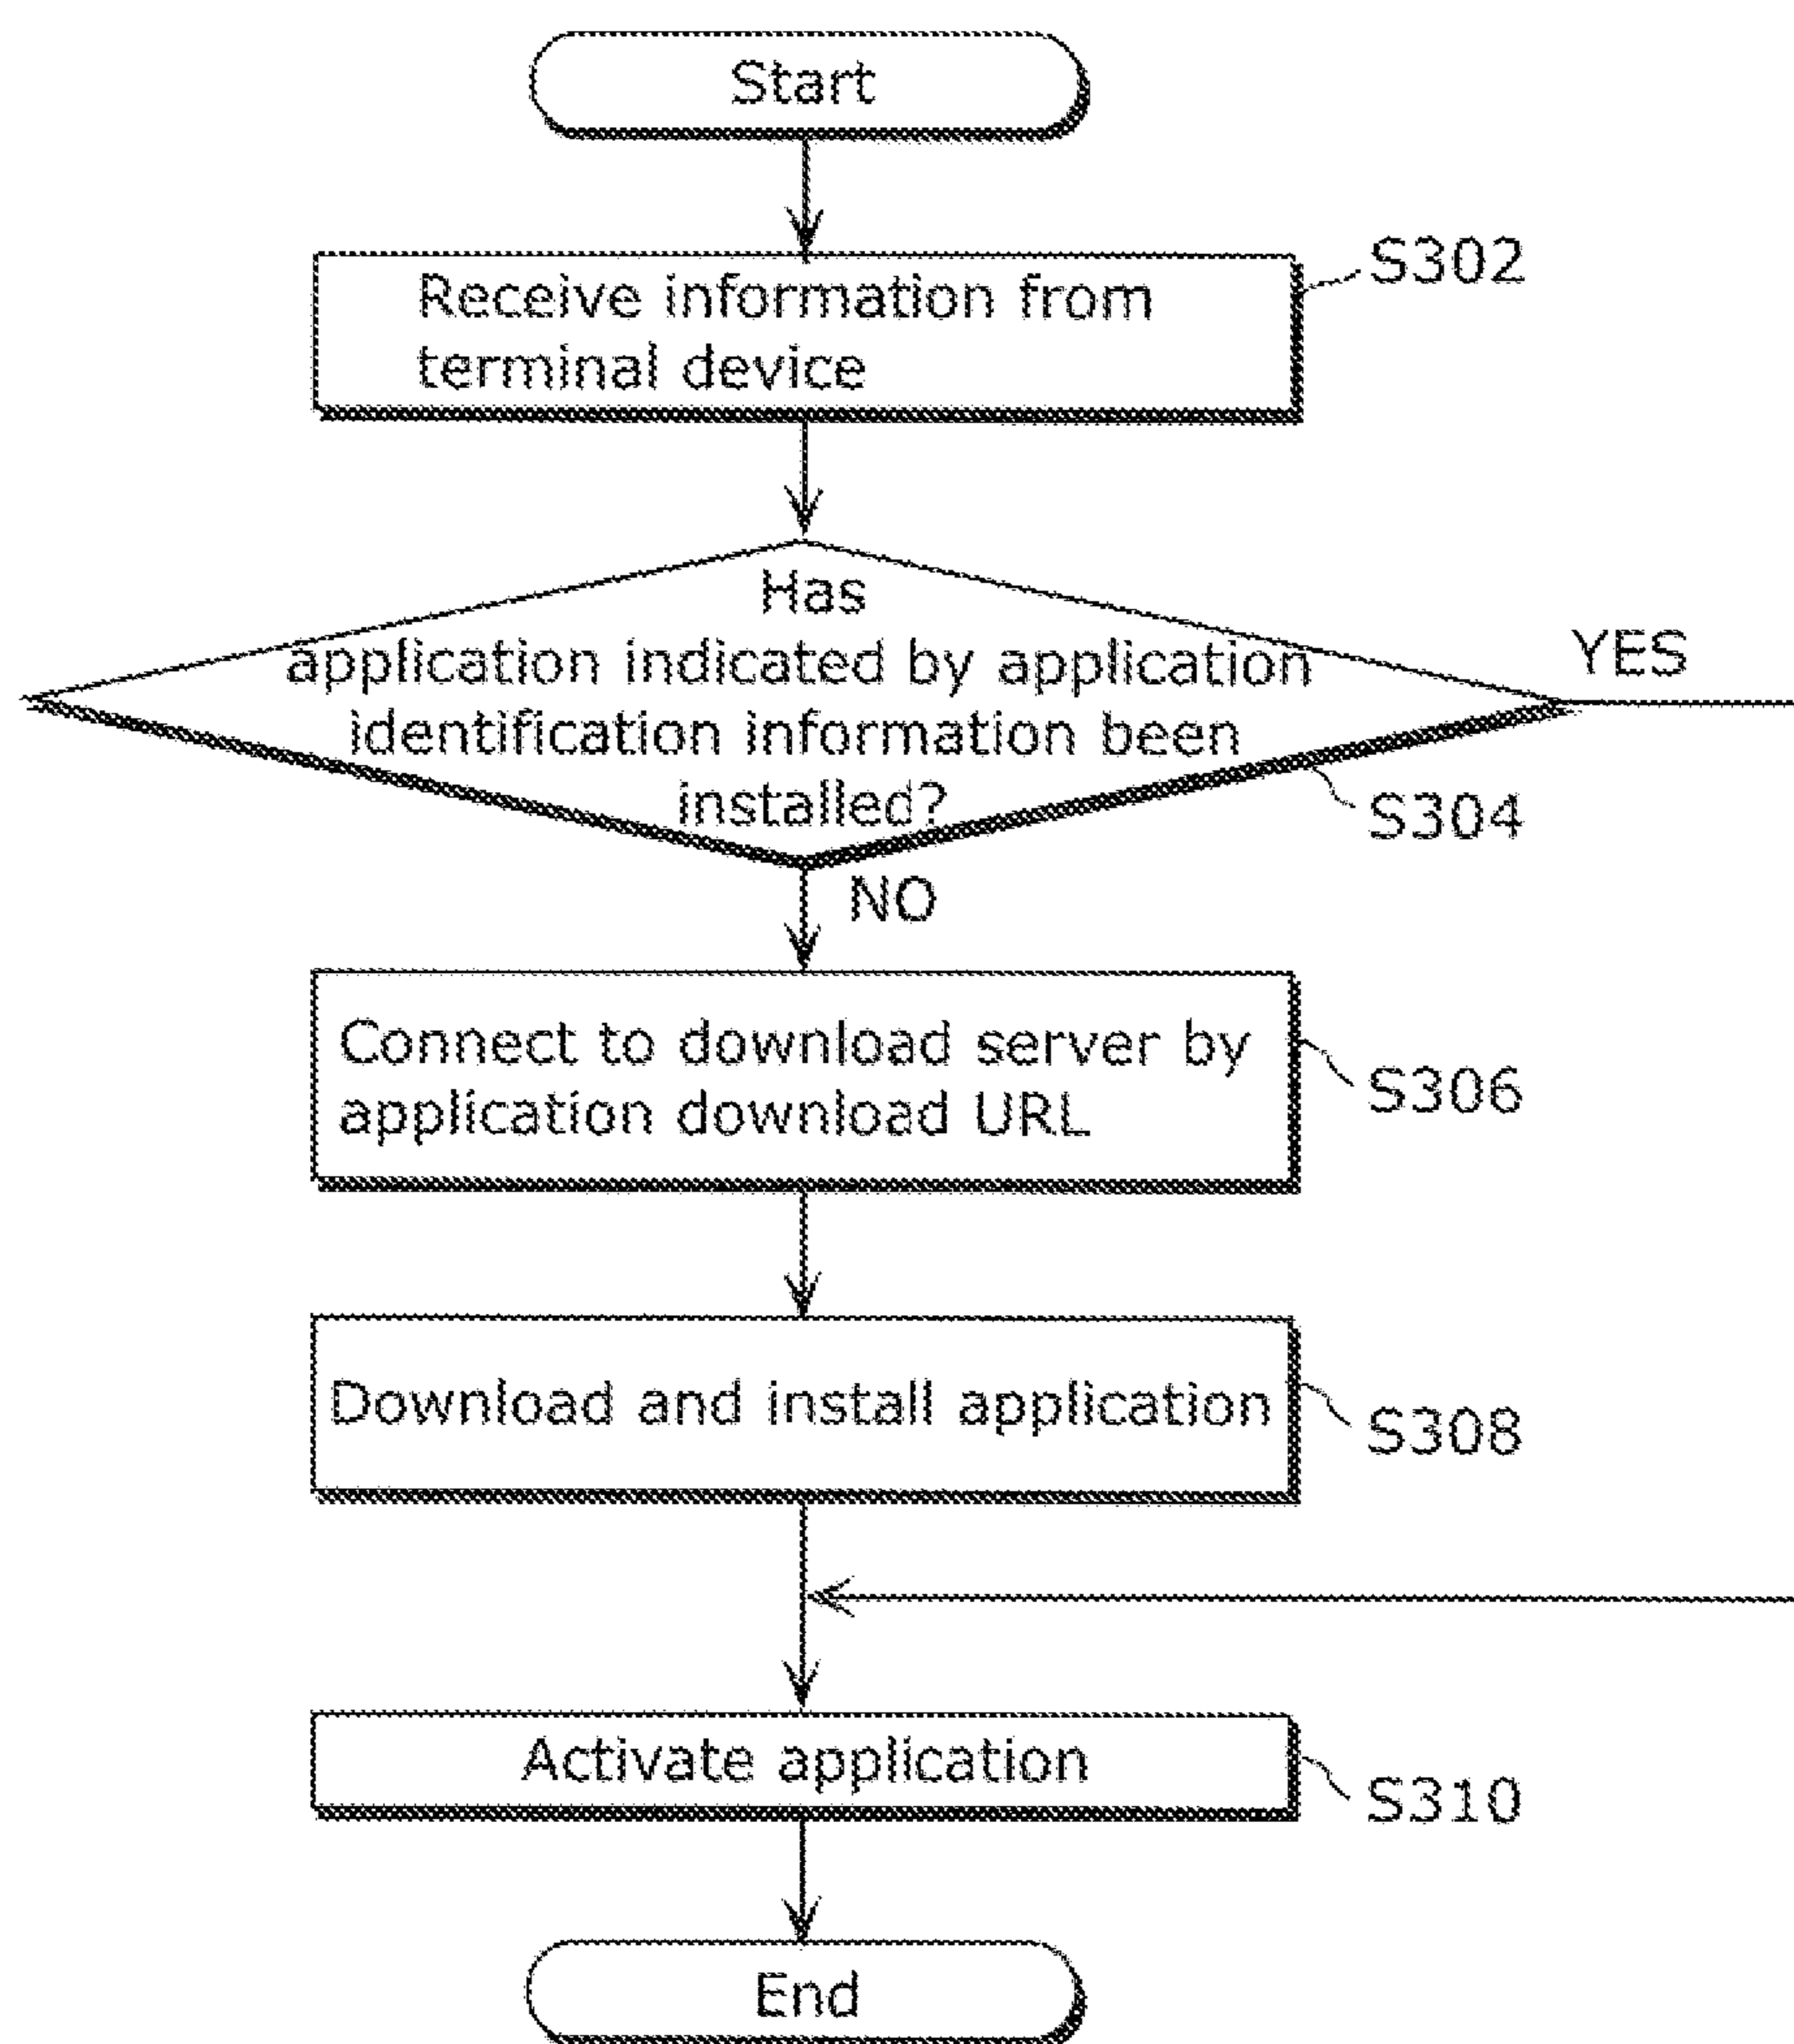 Start
Receive information from
terminal device
S302
Has
application indicated by application
identification information been
installed?
YES
S304
NO
Connect to download server by
application download URL
S306
Download and install application
S308
Activate application
S310
End